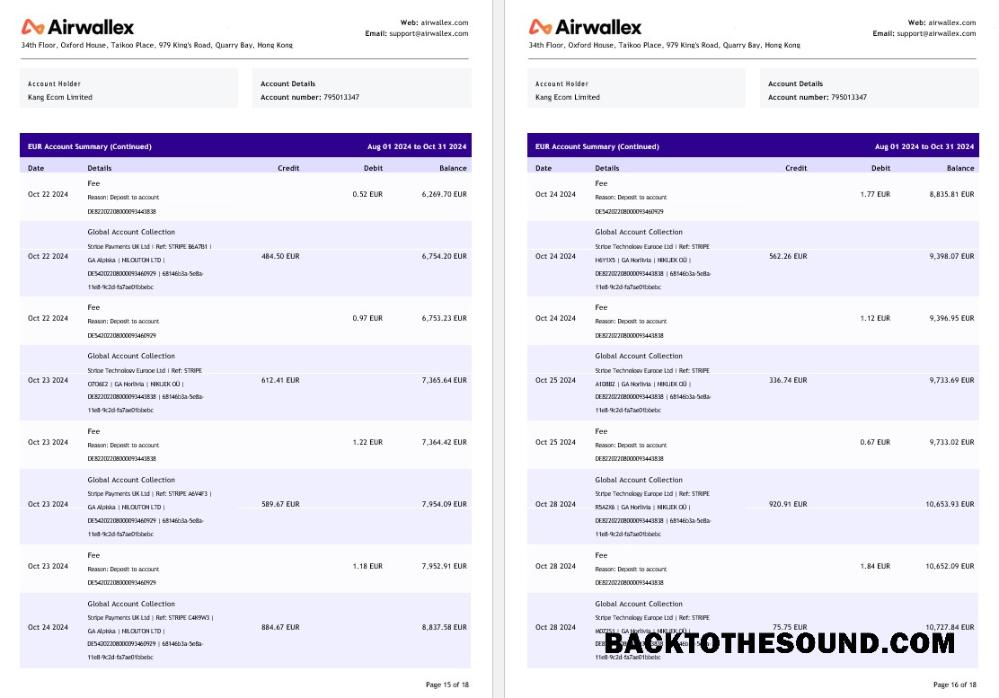 Airwallex
Web: airwallex.com
Email: support@airwallex.com
34th Floor, Oxford House, Taikoo Place, 979 King's Road, Quarry Bay, Hong Kong
Account Holder
Kang Ecom Limited
Account Details
Account number: 795013347
EUR Account Summary (Continued) Aug 01 2024 to Oct 31 2024
Date Details Credit Debit Balance
Fee
Oct 22 2024 Reason: Deposit to account 0.52 EUR 6,269.70 EUR
DE82202208000093443838
Global Account Collection
Stripe Payments UK Ltd | Ref: STRIPE B6A7B1 |
Oct 22 2024 GA Alpiska | NILOUTON LTD | 484.50 EUR 6,754.20 EUR
DE54202208000093460929 | 68146b3a-5e8a-
11e8-9c2d-fa7ae01bbebc
Fee
Oct 22 2024 Reason: Deposit to account 0.97 EUR 6,753.23 EUR
DE54202208000093460929
Global Account Collection
Stripe Technology Europe Ltd | Ref: STRIPE
Oct 23 2024 O7O6E2 | GA Norlivia | NIKLIEK OÜ | 612.41 EUR 7,365.64 EUR
DE82202208000093443838 | 68146b3a-5e8a-
11e8-9c2d-fa7ae01bbebc
Fee
Oct 23 2024 Reason: Deposit to account 1.22 EUR 7,364.42 EUR
DE82202208000093443838
Global Account Collection
Stripe Payments UK Ltd | Ref: STRIPE A6V4F3 |
Oct 23 2024 GA Alpiska | NILOUTON LTD | 589.67 EUR 7,954.09 EUR
DE54202208000093460929 | 68146b3a-5e8a-
11e8-9c2d-fa7ae01bbebc
Fee
Oct 23 2024 Reason: Deposit to account 1.18 EUR 7,952.91 EUR
DE54202208000093460929
Global Account Collection
Stripe Payments UK Ltd | Ref: STRIPE C4K9W3 |
Oct 24 2024 GA Alpiska | NILOUTON LTD | 884.67 EUR 8,837.58 EUR
DE54202208000093460929 | 68146b3a-5e8a-
11e8-9c2d-fa7ae01bbebc
Page 15 of 18
Airwallex
Web: airwallex.com
Email: support@airwallex.com
34th Floor, Oxford House, Taikoo Place, 979 King's Road, Quarry Bay, Hong Kong
Account Holder
Kang Ecom Limited
Account Details
Account number: 795013347
EUR Account Summary (Continued) Aug 01 2024 to Oct 31 2024
Date Details Credit Debit Balance
Fee
Oct 24 2024 Reason: Deposit to account 1.77 EUR 8,835.81 EUR
DE54202208000093460929
Global Account Collection
Stripe Technology Europe Ltd | Ref: STRIPE
Oct 24 2024 H6Y1X5 | GA Norlivia | NIKLIEK OÜ | 562.26 EUR 9,398.07 EUR
DE82202208000093443838 | 68146b3a-5e8a-
11e8-9c2d-fa7ae01bbebc
Fee
Oct 24 2024 Reason: Deposit to account 1.12 EUR 9,396.95 EUR
DE82202208000093443838
Global Account Collection
Stripe Technology Europe Ltd | Ref: STRIPE
Oct 25 2024 A1D8B2 | GA Norlivia | NIKLIEK OÜ | 336.74 EUR 9,733.69 EUR
DE82202208000093443838 | 68146b3a-5e8a-
11e8-9c2d-fa7ae01bbebc
Fee
Oct 25 2024 Reason: Deposit to account 0.67 EUR 9,733.02 EUR
DE82202208000093443838
Global Account Collection
Stripe Technology Europe Ltd | Ref: STRIPE
Oct 28 2024 R5A2X6 | GA Norlivia | NIKLIEK OÜ | 920.91 EUR 10,653.93 EUR
DE82202208000093443838 | 68146b3a-5e8a-
11e8-9c2d-fa7ae01bbebc
Fee
Oct 28 2024 Reason: Deposit to account 1.84 EUR 10,652.09 EUR
DE82202208000093443838
Global Account Collection
Stripe Technology Europe Ltd | Ref: STRIPE
Oct 28 2024 GA Norlivia | NIKLIEK OÜ | 75.75 EUR 10,727.84 EUR
BACKTOTHESOUND.COM
11e8-9c2d-fa7ae01bbebc
Page 16 of 18